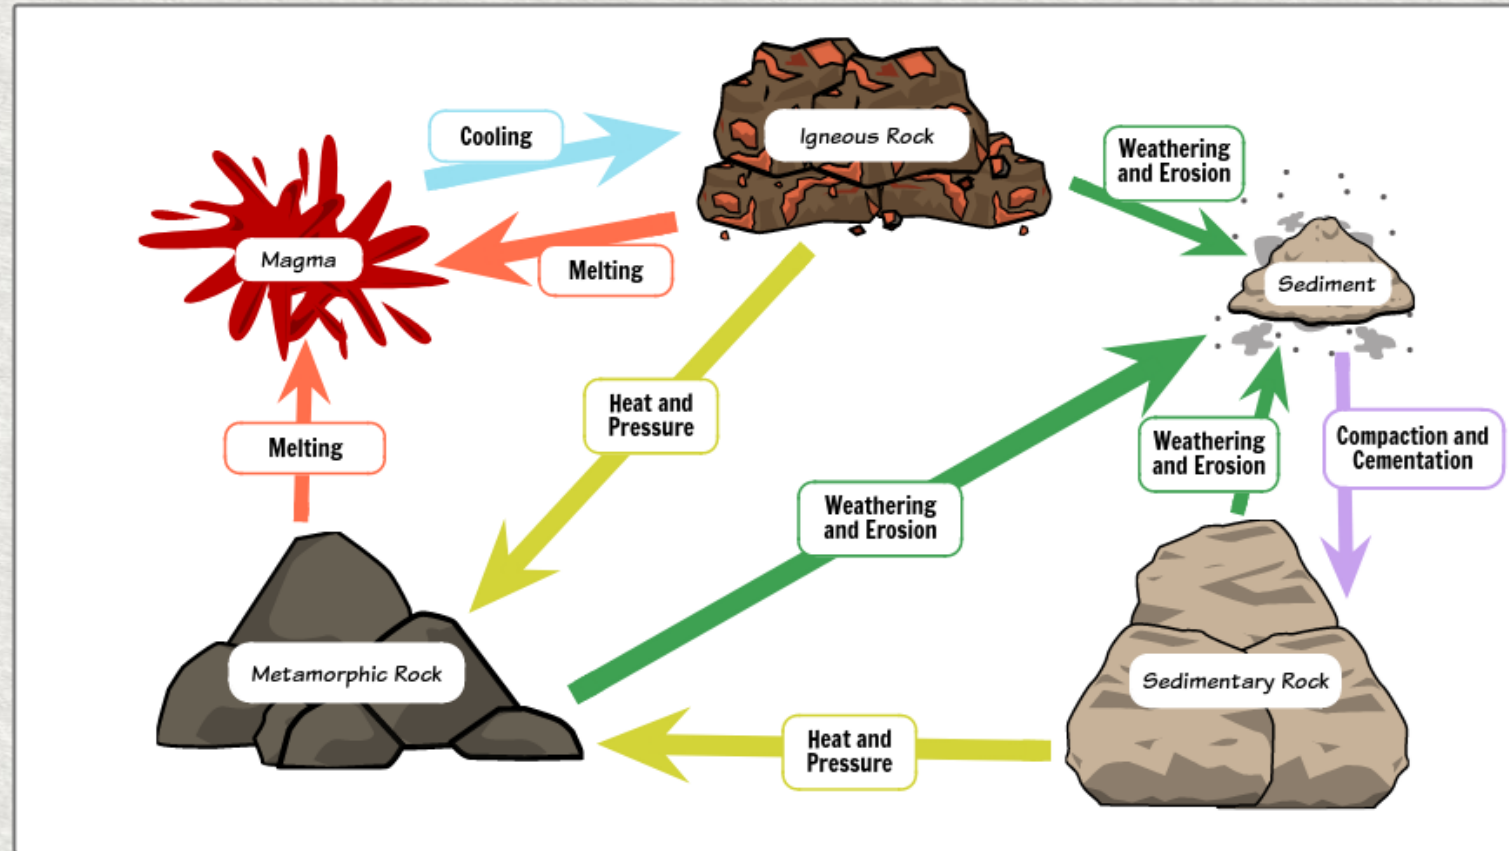 Cooling
Igneous Rock
Weathering
and Erosion
Magma
Melting
Sediment
Heat and
Pressure
Melting
Weathering
and Erosion
Weathering
and Erosion
Compaction and
Cementation
Metamorphic Rock
Sedimentary Rock
Heat and
Pressure